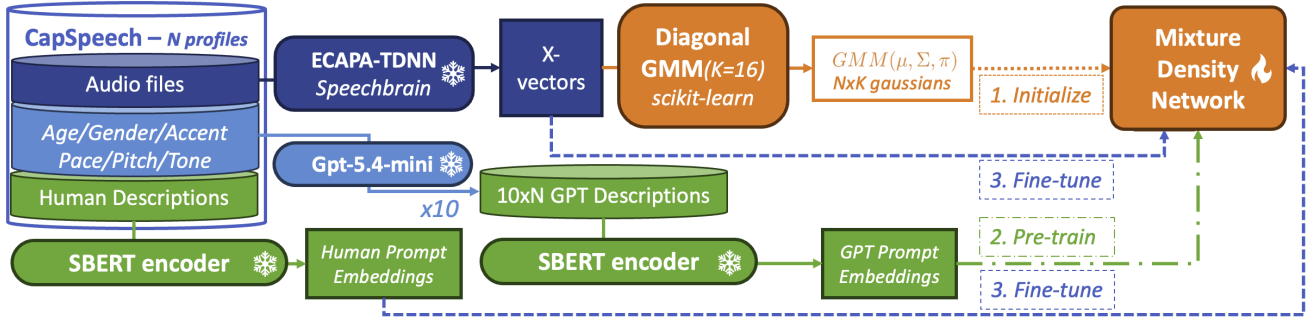 CapSpeech – N profiles
Audio files
Age/Gender/Accent
Pace/Pitch/Tone
Human Descriptions
SBERT encoder
ECAPA-TDNN
Speechbrain
Gpt-5.4-mini
x10
Human Prompt
Embeddings
X-
vectors
10xN GPT Descriptions
SBERT encoder
Diagonal
GMM(K=16)
scikit-learn
GMM(μ, Σ, π)
NxK gaussians
GPT Prompt
Embeddings
1. Initialize
3. Fine-tune
2. Pre-train
3. Fine-tune
Mixture
Density
Network